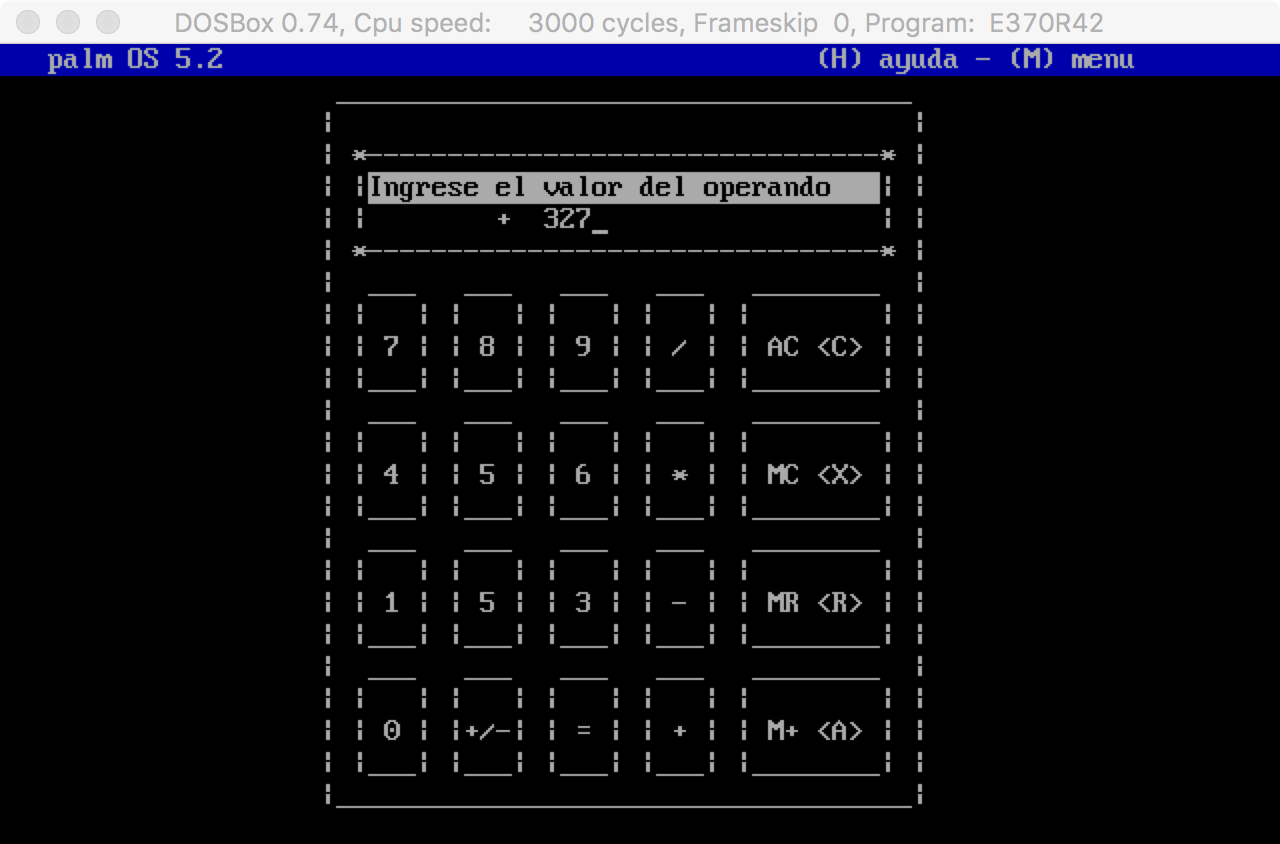 DOSBox 0.74, Cpu speed: 3000 cycles, Frameskip 0, Program: E370R42
palm OS 5.2 (H) ayuda - (M) menu
Ingrese el valor del operando
+ 327_
7 8 9 / AC <C>
4 5 6 * MC <X>
1 5 3 - MR <R>
0 +/- = + M+ <A>